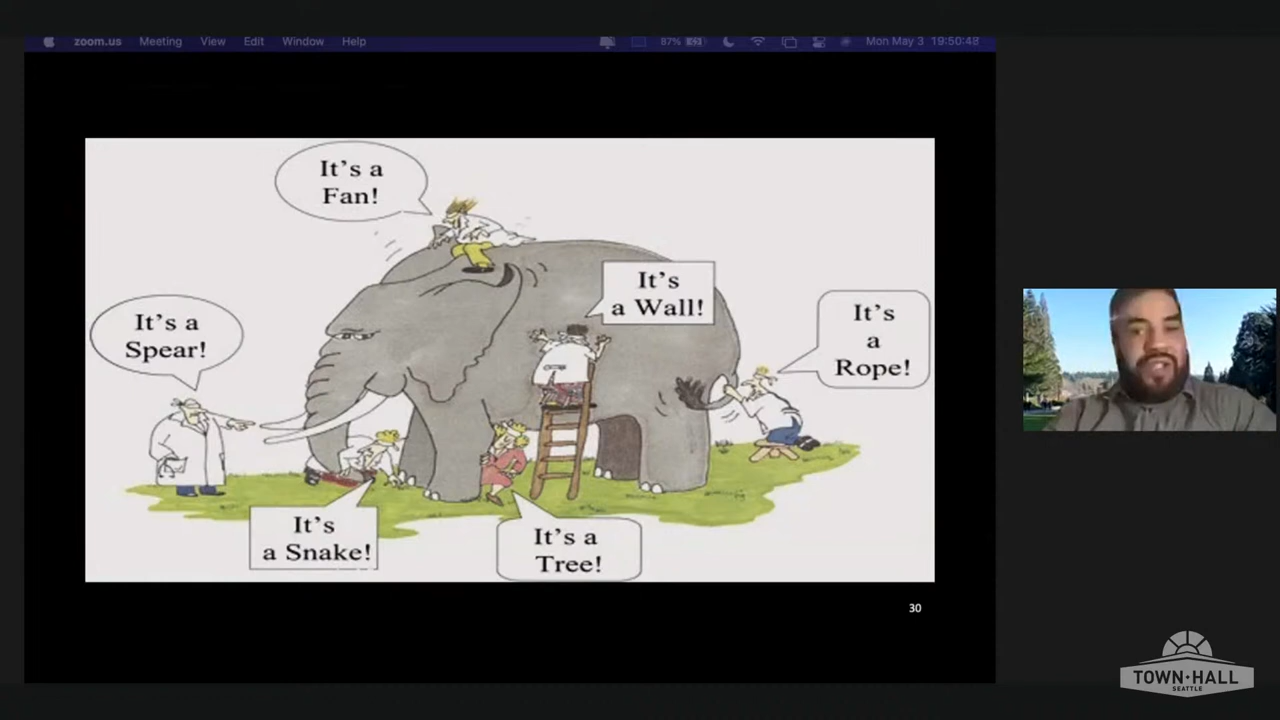 zoom.us Meeting View Edit Window Help 87% Mon May 3 19:50:48
It's a
Fan!
It's
a Wall!
It's a
Spear!
It's
a
Rope!
It's
a Snake!
It's a
Tree!
30
TOWN HALL
SEATTLE